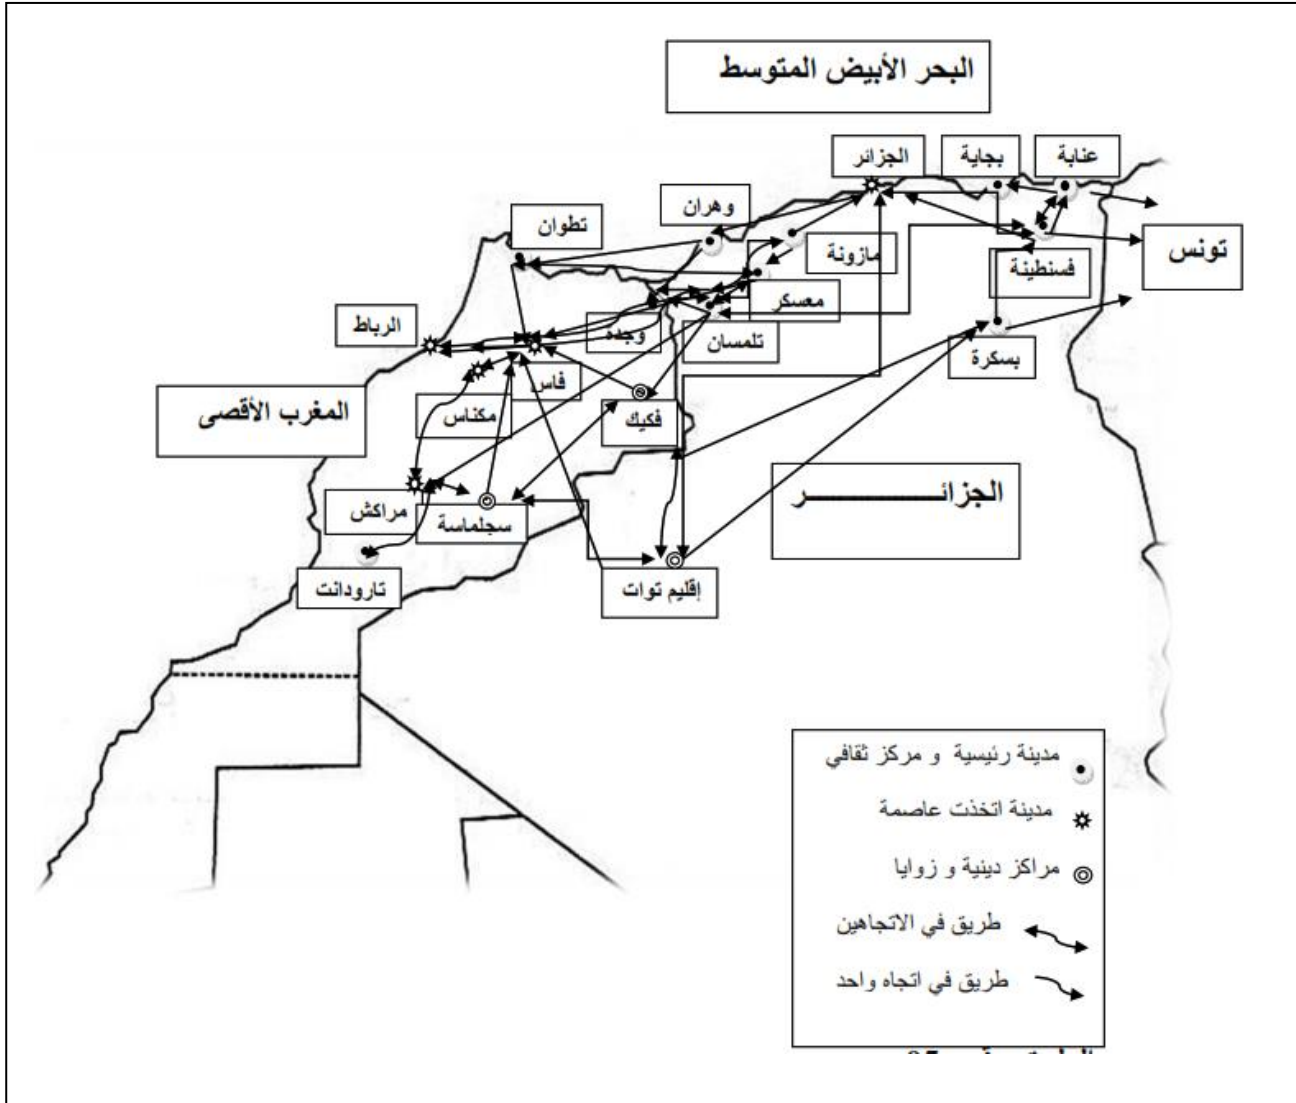 البحر الأبيض المتوسط
الجزائر
بجاية
عنابة
وهران
تطوان
تونس
مازونة
قسنطينة
معسكر
الرباط
وجده
تلمسان
بسكرة
فاس
المغرب الأقصى
مكناس
فكيك
الجزائـــــــــــــر
مراكش
سجلماسة
تارودانت
إقليم توات
مدينة رئيسية و مركز ثقافي
مدينة اتخذت عاصمة
مراكز دينية و زوايا
طريق في الاتجاهين
طريق في اتجاه واحد